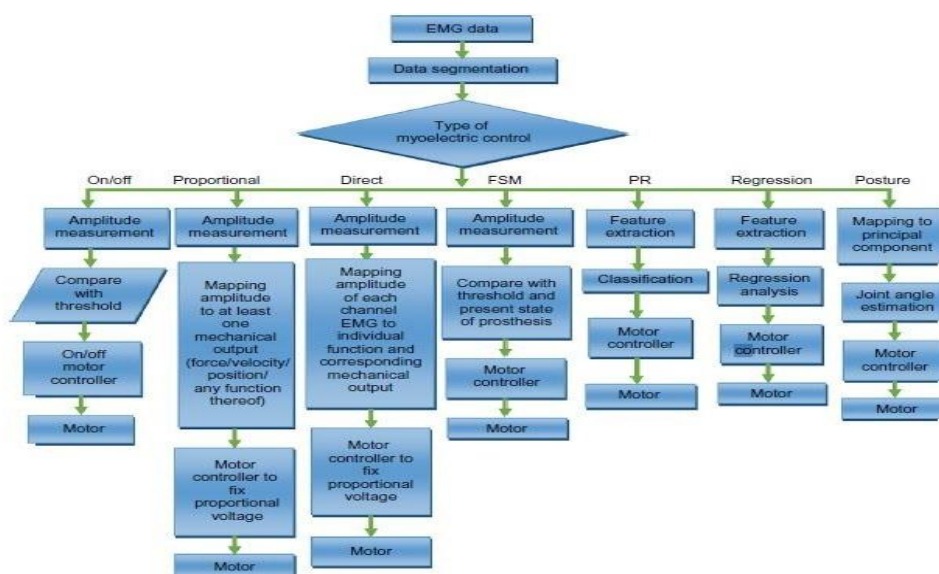 EMG data
Data segmentation
Type of
myoelectric control
On/off
Proportional
Direct
FSM
PR
Regression
Posture
Amplitude
measurement
Compare
with
threshold
On/off
motor
controller
Motor
Amplitude
measurement
Mapping
amplitude
to at least
one
mechanical
output
(force/velocity/
position/
any function
thereof)
Motor
controller to
fix
proportional
voltage
Motor
Amplitude
measurement
Mapping
amplitude
of each
channel
EMG to
individual
function and
corresponding
mechanical
output
Motor
controller to fix
proportional
voltage
Motor
Amplitude
measurement
Compare with
threshold and
present state
of prosthesis
Motor
controller
Motor
Feature
extraction
Classification
Motor
controller
Motor
Feature
extraction
Regression
analysis
Motor
controller
Motor
Mapping to
principal
component
Joint angle
estimation
Motor
controller
Motor